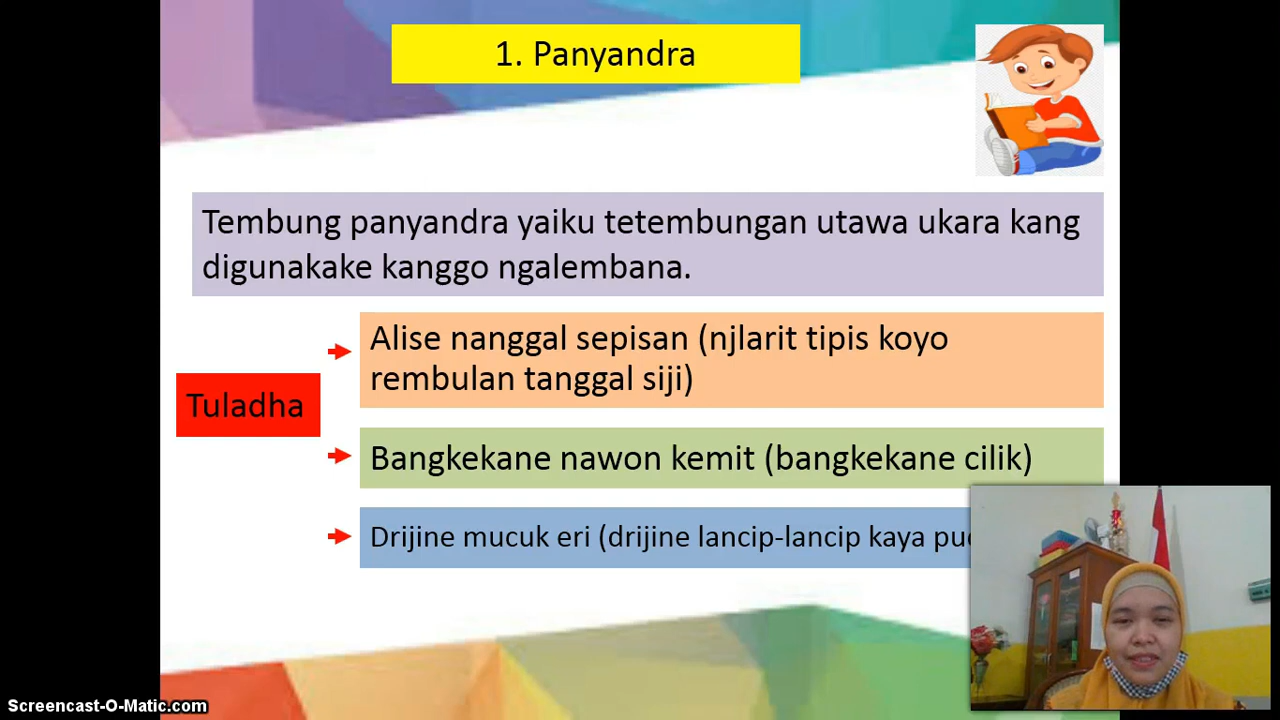 1. Panyandra
Tembung panyandra yaiku tetembungan utawa ukara kang
digunakake kanggo ngalembana.
Alise nanggal sepisan (njlarit tipis koyo
rembulan tanggal siji)
Tuladha
Bangkekane nawon kemit (bangkekane cilik)
Drijine mucuk eri (drijine lancip-lancip kaya
Screencast-O-Matic.com